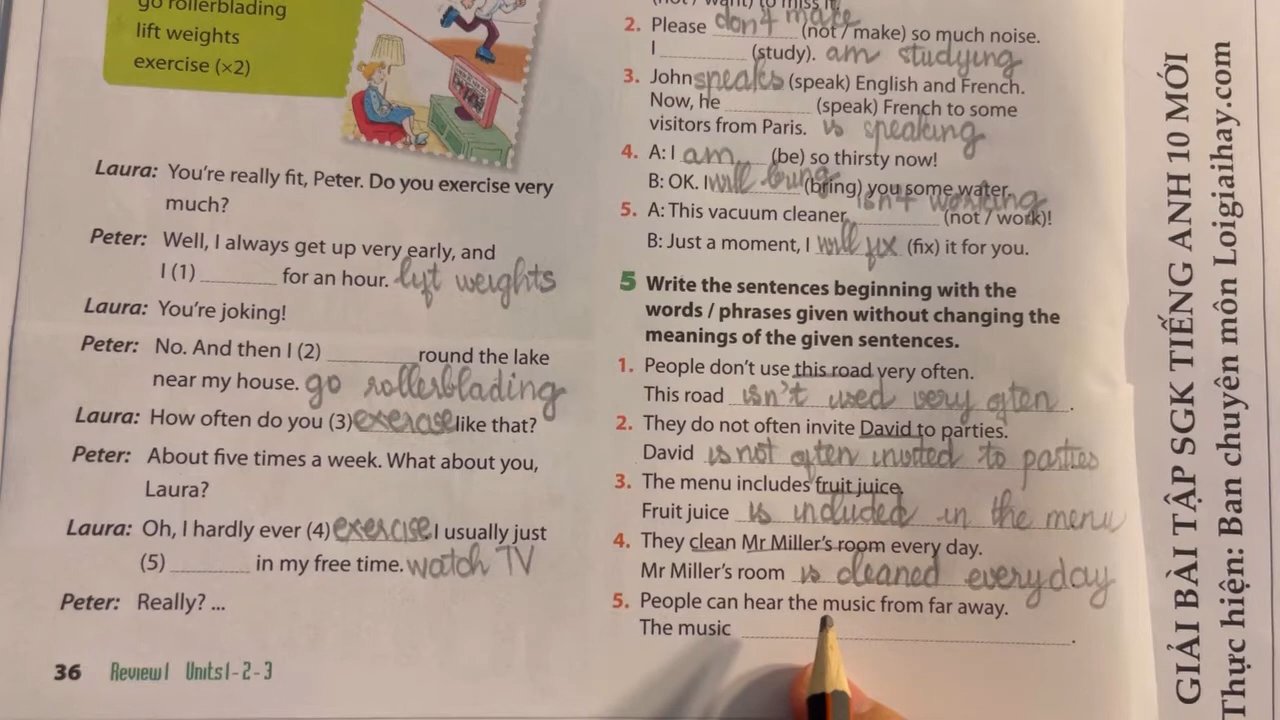 go rollerblading
lift weights
exercise (×2)
Laura: You're really fit, Peter. Do you exercise very
much?
Peter: Well, I always get up very early, and
I (1) ________ for an hour. lift weights
Laura: You're joking!
Peter: No. And then I (2) ________ round the lake
near my house. go rollerblading
Laura: How often do you (3) exercise like that?
Peter: About five times a week. What about you,
Laura?
Laura: Oh, I hardly ever (4) exercise. I usually just
(5) ________ in my free time. watch TV
Peter: Really? ...
36 Review 1 Units 1 - 2 - 3
(not / want) to miss it.
2. Please don't make (not / make) so much noise.
I ________ (study). am studying
3. John speaks (speak) English and French.
Now, he ________ (speak) French to some
visitors from Paris. is speaking
4. A: I am (be) so thirsty now!
B: OK. I will bring (bring) you some water.
isn't working
5. A: This vacuum cleaner ________ (not / work)!
B: Just a moment, I will fix (fix) it for you.
5 Write the sentences beginning with the
words / phrases given without changing the
meanings of the given sentences.
1. People don't use this road very often.
This road isn't used very often.
2. They do not often invite David to parties.
David is not often invited to parties
3. The menu includes fruit juice.
Fruit juice is included in the menu
4. They clean Mr Miller's room every day.
Mr Miller's room is cleaned everyday
5. People can hear the music from far away.
The music ________.
GIẢI BÀI TẬP SGK TIẾNG ANH 10 MỚI
Thực hiện: Ban chuyên môn Loigiaihay.com